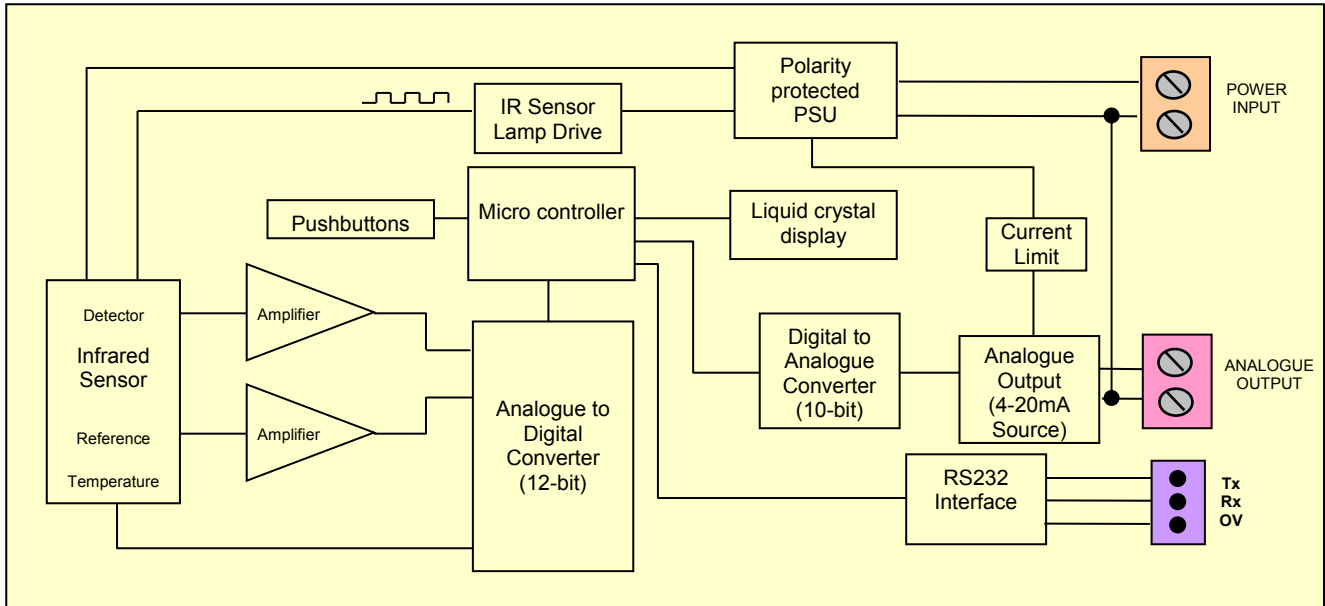 Polarity
protected
PSU
POWER
INPUT
IR Sensor
Lamp Drive
Pushbuttons
Micro controller
Liquid crystal
display
Current
Limit
Detector
Infrared
Sensor
Reference
Temperature
Amplifier
Amplifier
Analogue to
Digital
Converter
(12-bit)
Digital to
Analogue
Converter
(10-bit)
Analogue
Output
(4-20mA
Source)
ANALOGUE
OUTPUT
RS232
Interface
Tx
Rx
OV